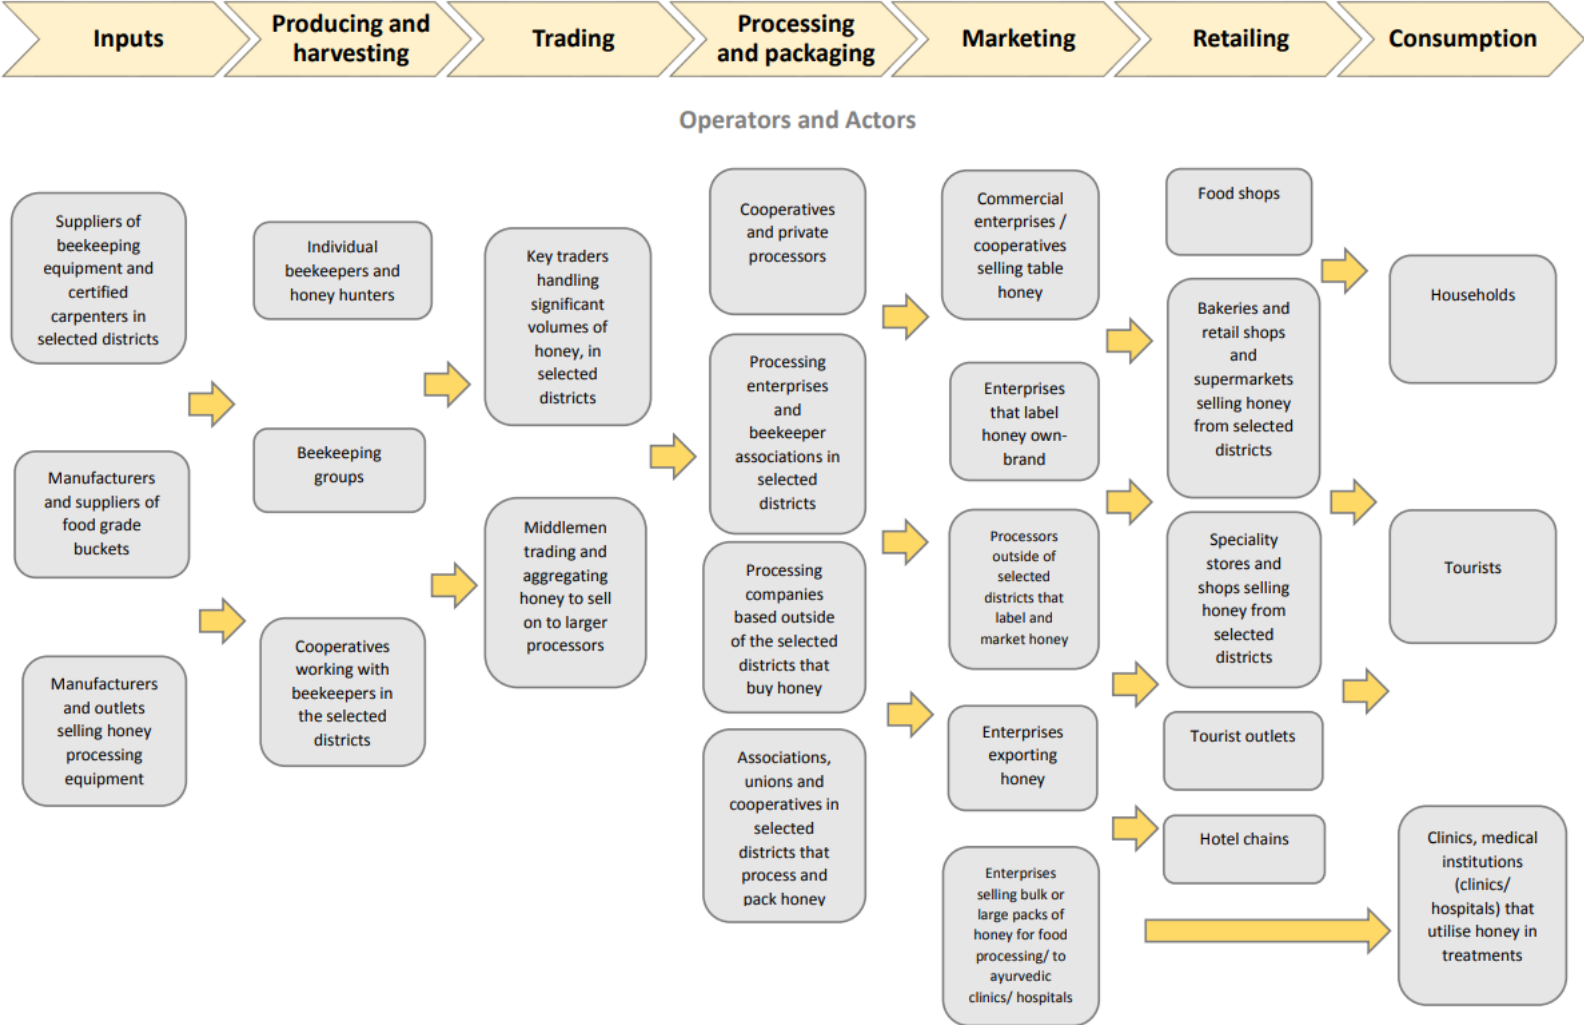 Inputs
Producing and
harvesting
Trading
Processing
and packaging
Marketing
Retailing
Consumption
Operators and Actors
Suppliers of
beekeeping
equipment and
certified
carpenters in
selected districts
Manufacturers
and suppliers of
food grade
buckets
Manufacturers
and outlets
selling honey
processing
equipment
Individual
beekeepers and
honey hunters
Beekeeping
groups
Cooperatives
working with
beekeepers in
the selected
districts
Key traders
handling
significant
volumes of
honey, in
selected
districts
Middlemen
trading and
aggregating
honey to sell
on to larger
processors
Cooperatives
and private
processors
Processing
enterprises
and
beekeeper
associations in
selected
districts
Processing
companies
based outside
of the selected
districts that
buy honey
Associations,
unions and
cooperatives in
selected
districts that
process and
pack honey
Commercial
enterprises /
cooperatives
selling table
honey
Enterprises
that label
honey own-
brand
Processors
outside of
selected
districts that
label and
market honey
Enterprises
exporting
honey
Enterprises
selling bulk or
large packs of
honey for food
processing/ to
ayurvedic
clinics/ hospitals
Food shops
Bakeries and
retail shops
and
supermarkets
selling honey
from selected
districts
Speciality
stores and
shops selling
honey from
selected
districts
Tourist outlets
Hotel chains
Households
Tourists
Clinics, medical
institutions
(clinics/
hospitals) that
utilise honey in
treatments